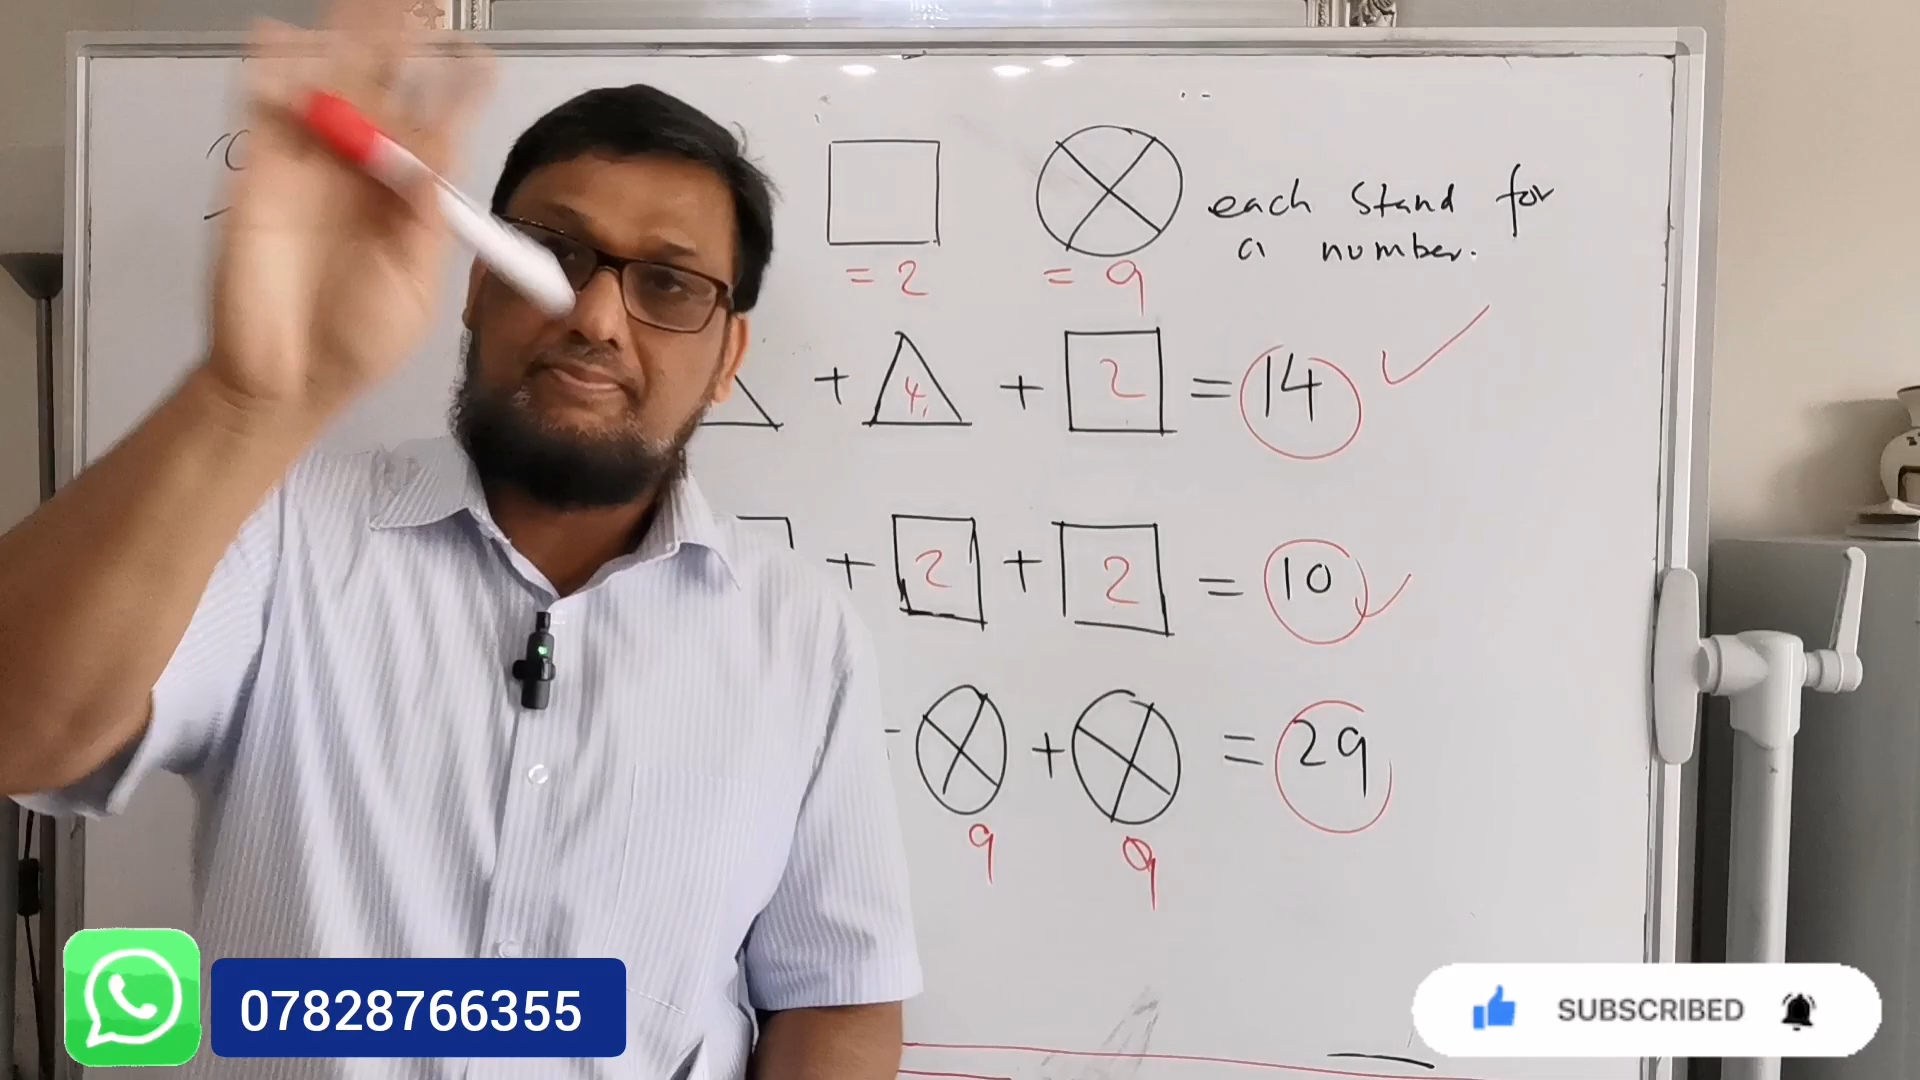 each stand for
a number.
= 2 = 9
+ 4 + 2 = 14
+ 2 + 2 = 10
+ = 29
9 9
07828766355
SUBSCRIBED